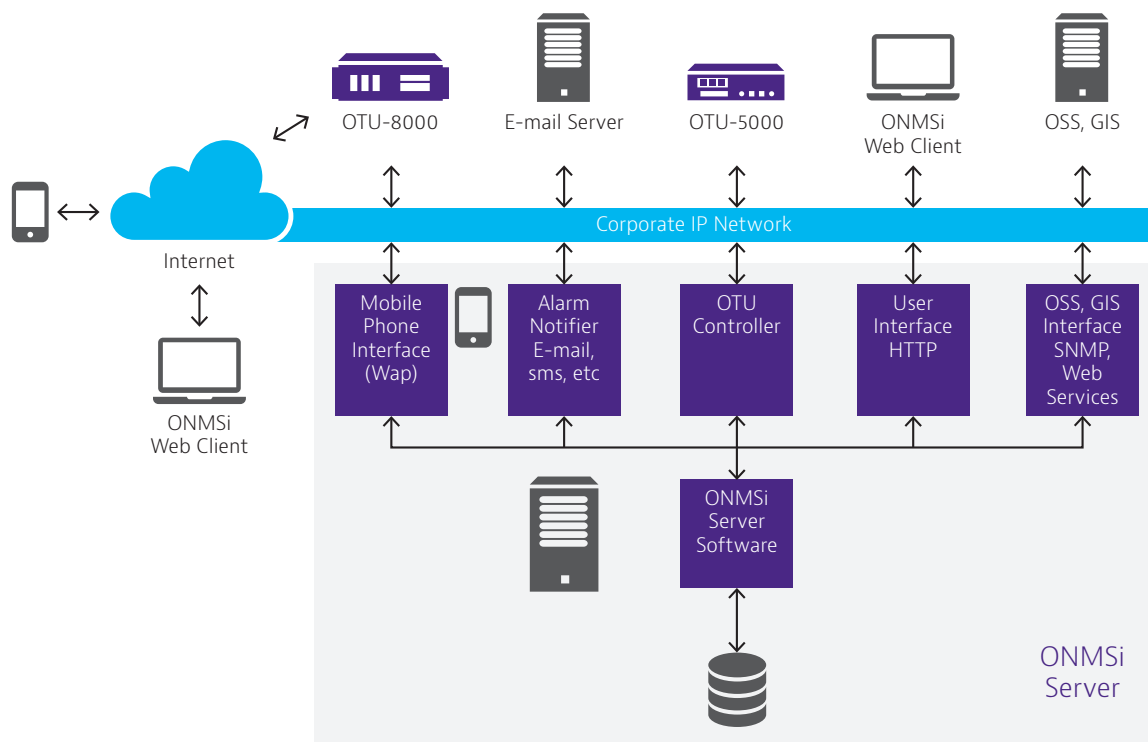 OTU-8000
E-mail Server
OTU-5000
ONMSi
Web Client
OSS, GIS
Corporate IP Network
Internet
ONMSi
Web Client
Mobile
Phone
Interface
(Wap)
Alarm
Notifier
E-mail,
sms, etc
OTU
Controller
User
Interface
HTTP
OSS, GIS
Interface
SNMP,
Web
Services
ONMSi
Server
Software
ONMSi
Server